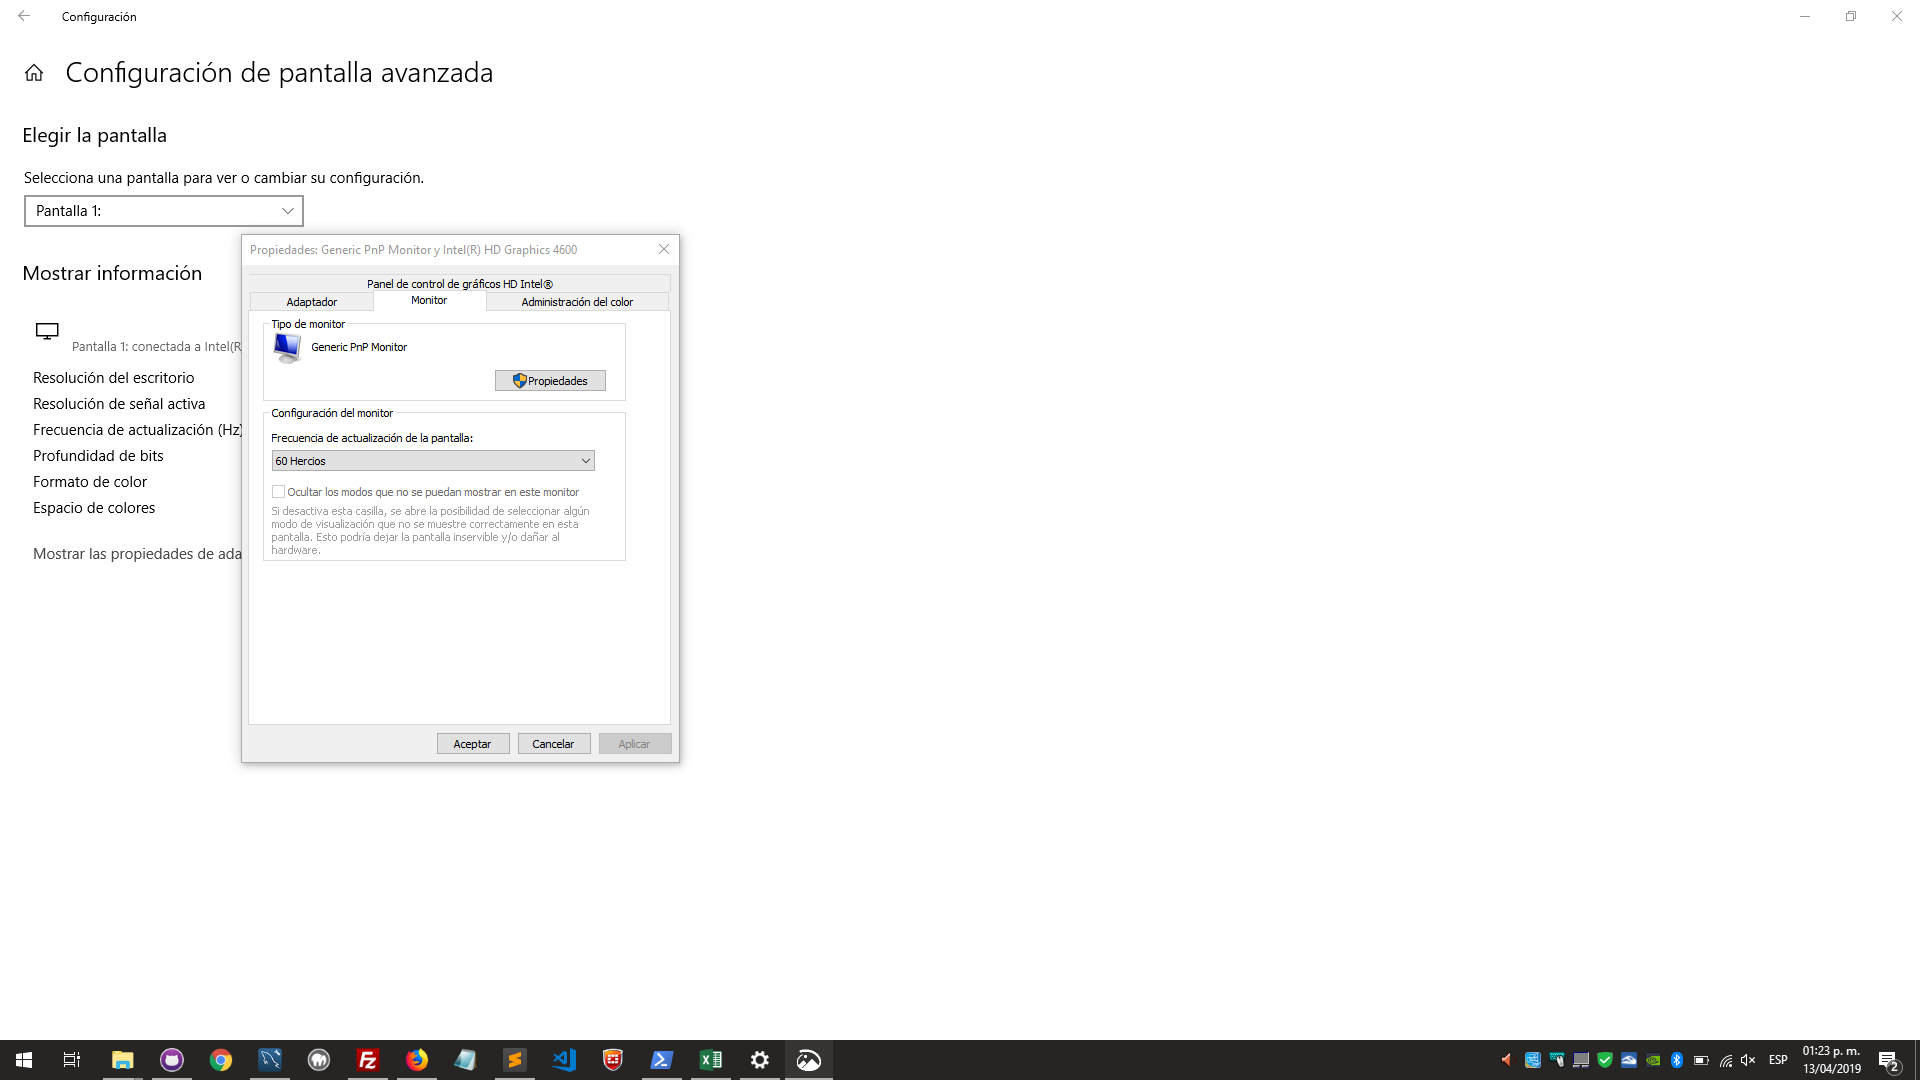 Configuración
Configuración de pantalla avanzada
Elegir la pantalla
Selecciona una pantalla para ver o cambiar su configuración.
Pantalla 1:
Mostrar información
Pantalla 1: conectada a Intel(R
Resolución del escritorio
Resolución de señal activa
Frecuencia de actualización (Hz)
Profundidad de bits
Formato de color
Espacio de colores
Mostrar las propiedades de ada
Propiedades: Generic PnP Monitor y Intel(R) HD Graphics 4600
Panel de control de gráficos HD Intel®
Adaptador
Monitor
Administración del color
Tipo de monitor
Generic PnP Monitor
Propiedades
Configuración del monitor
Frecuencia de actualización de la pantalla:
60 Hercios
Ocultar los modos que no se puedan mostrar en este monitor
Si desactiva esta casilla, se abre la posibilidad de seleccionar algún
modo de visualización que no se muestre correctamente en esta
pantalla. Esto podría dejar la pantalla inservible y/o dañar al
hardware.
Aceptar
Cancelar
Aplicar
Fz
ESP
01:23 p. m.
13/04/2019
2